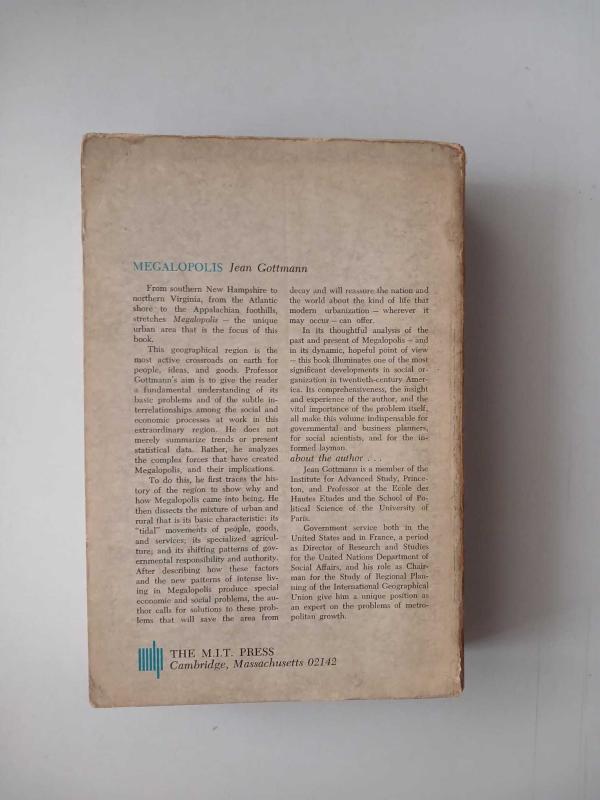 MEGALOPOLIS Jean Gottmann
From southern New Hampshire to
northern Virginia, from the Atlantic
shore to the Appalachian foothills,
stretches Megalopolis – the unique
urban area that is the focus of this
book.
This geographical region is the
most active crossroads on earth for
people, ideas, and goods. Professor
Gottmann's aim is to give the reader
a fundamental understanding of its
basic problems and of the subtle in-
terrelationships among the social and
economic processes at work in this
extraordinary region. He does not
merely summarize trends or present
statistical data. Rather, he analyzes
the complex forces that have created
Megalopolis, and their implications.
To do this, he first traces the his-
tory of the region to show why and
how Megalopolis came into being. He
then dissects the mixture of urban and
rural that is its basic characteristic: its
"tidal" movements of people, goods,
and services; its specialized agricul-
ture; and its shifting patterns of gov-
ernmental responsibility and authority.
After describing how these factors
and the new patterns of intense liv-
ing in Megalopolis produce special
economic and social problems, the au-
thor calls for solutions to these prob-
lems that will save the area from
decay and will reassure the nation and
the world about the kind of life that
modern urbanization – wherever it
may occur – can offer.
In its thoughtful analysis of the
past and present of Megalopolis – and
in its dynamic, hopeful point of view
– this book illuminates one of the most
significant developments in social or-
ganization in twentieth-century Amer-
ica. Its comprehensiveness, the insight
and experience of the author, and the
vital importance of the problem itself,
all make this volume indispensable for
governmental and business planners,
for social scientists, and for the in-
formed layman.
about the author . . .
Jean Gottmann is a member of the
Institute for Advanced Study, Prince-
ton, and Professor at the Ecole des
Hautes Etudes and the School of Po-
litical Science of the University of
Paris.
Government service both in the
United States and in France, a period
as Director of Research and Studies
for the United Nations Department of
Social Affairs, and his role as Chair-
man for the Study of Regional Plan-
ning of the International Geographical
Union give him a unique position as
an expert on the problems of metro-
politan growth.
THE M.I.T. PRESS
Cambridge, Massachusetts 02142